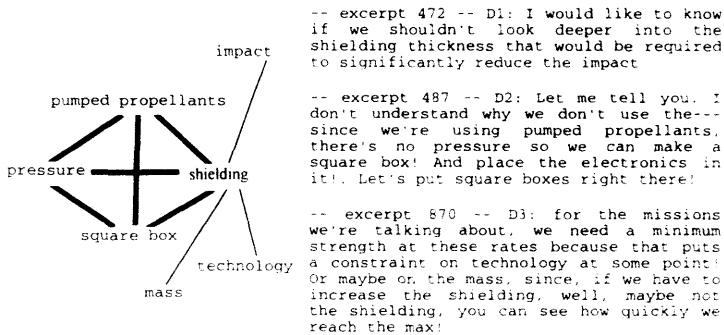 impact
pumped propellants
pressure
shielding
square box
technology
mass
-- excerpt 472 -- D1: I would like to know
if we shouldn't look deeper into the
shielding thickness that would be required
to significantly reduce the impact
-- excerpt 487 -- D2: Let me tell you. I
don't understand why we don't use the---
since we're using pumped propellants,
there's no pressure so we can make a
square box! And place the electronics in
it!. Let's put square boxes right there!
-- excerpt 870 -- D3: for the missions
we're talking about, we need a minimum
strength at these rates because that puts
a constraint on technology at some point!
Or maybe on the mass, since, if we have to
increase the shielding, well, maybe not
the shielding, you can see how quickly we
reach the max!